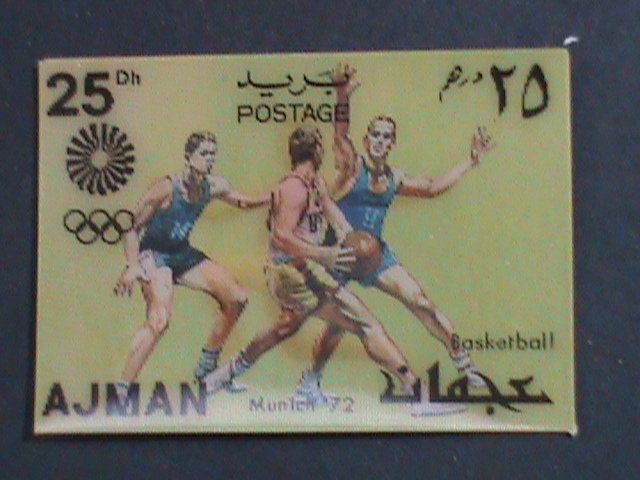 25 Dh
بريد
POSTAGE
٢٥ درهم
Basketball
AJMAN
Munich '72
عجمان